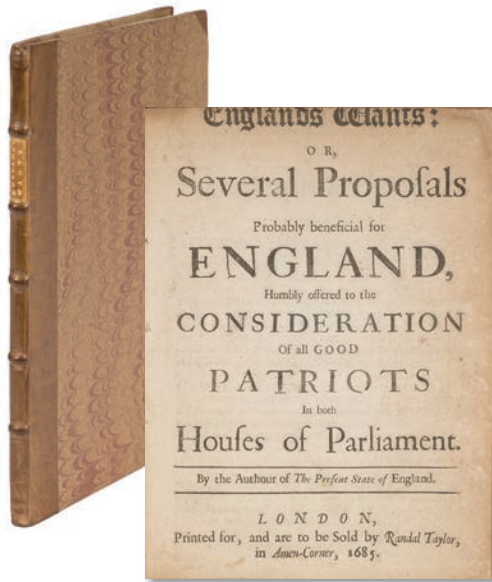 Englands Wants:
OR,
Several Propoſals
Probably beneficial for
ENGLAND,
Humbly offered to the
CONSIDERATION
Of all GOOD
PATRIOTS
In both
Houſes of Parliament.
By the Authour of The Preſent State of England.
LONDON,
Printed for, and are to be Sold by Randal Taylor,
in Amen-Corner, 1685.